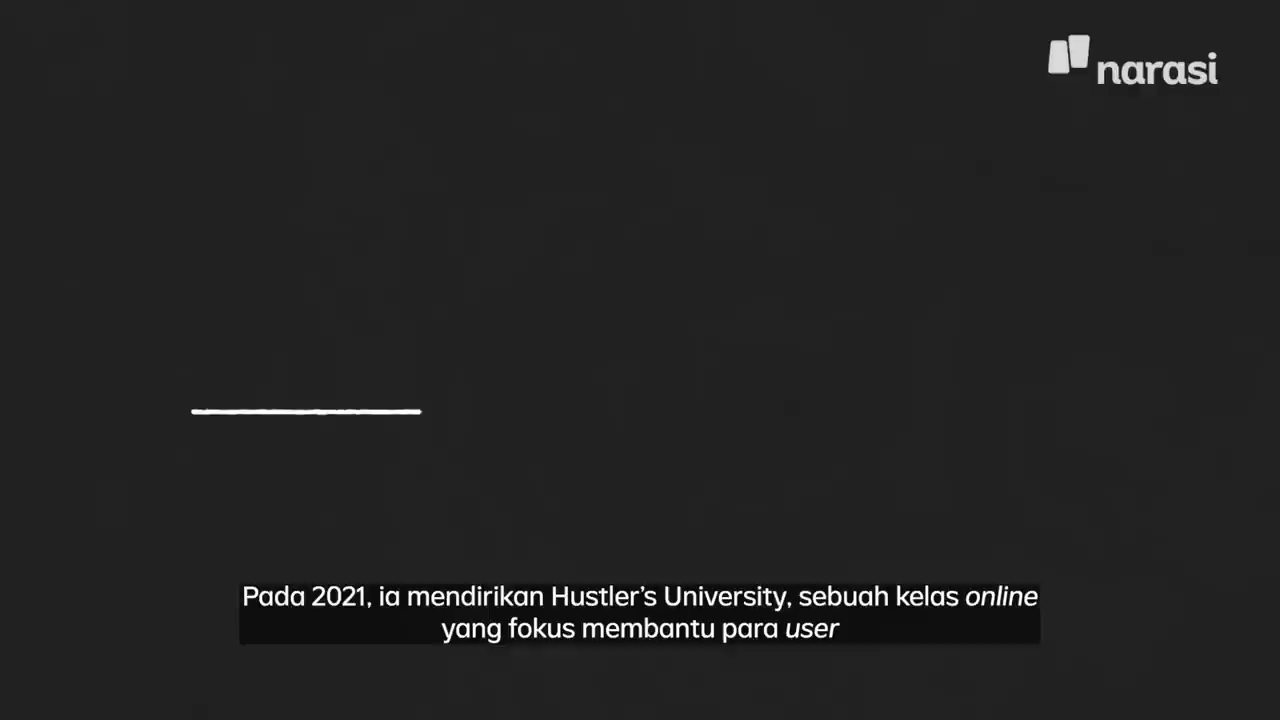 narasi
Pada 2021, ia mendirikan Hustler's University, sebuah kelas online
yang fokus membantu para user